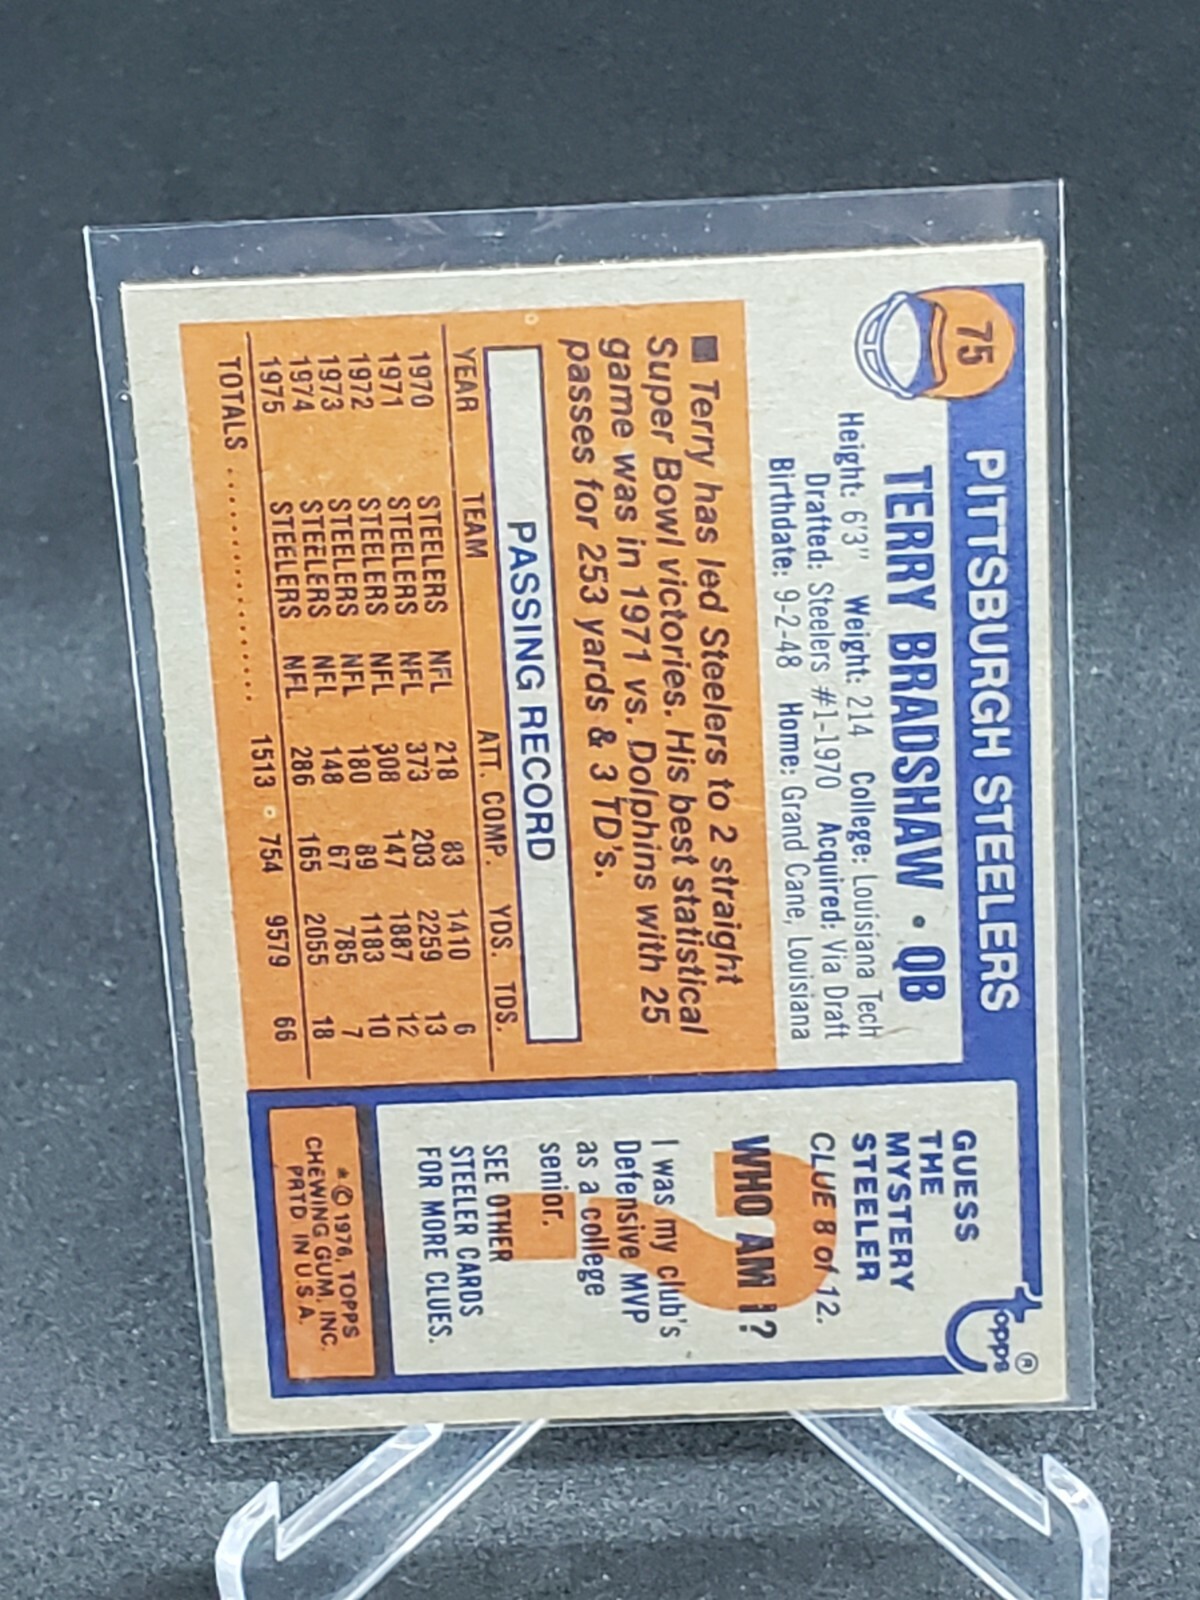 75
PITTSBURGH STEELERS
TERRY BRADSHAW • QB
Height: 6'3" Weight: 214 College: Louisiana Tech
Drafted: Steelers #1-1970 Acquired: Via Draft
Birthdate: 9-2-48 Home: Grand Cane, Louisiana
■ Terry has led Steelers to 2 straight
Super Bowl victories. His best statistical
game was in 1971 vs. Dolphins with 25
passes for 253 yards & 3 TD's.
PASSING RECORD
YEAR TEAM ATT. COMP. YDS. TDS.
1970 STEELERS NFL 218 83 1410 6
1971 STEELERS NFL 373 203 2259 13
1972 STEELERS NFL 308 147 1887 12
1973 STEELERS NFL 180 89 1183 10
1974 STEELERS NFL 148 67 785 7
1975 STEELERS NFL 286 165 2055 18
TOTALS .................... 1513 754 9579 66
Topps®
GUESS
THE
MYSTERY
STEELER
CLUE 8 of 12.
WHO AM I?
?
I was my club's
Defensive MVP
as a college
senior.
SEE OTHER
STEELER CARDS
FOR MORE CLUES.
* © 1976, TOPPS
CHEWING GUM, INC.
PRTD. IN U.S.A.